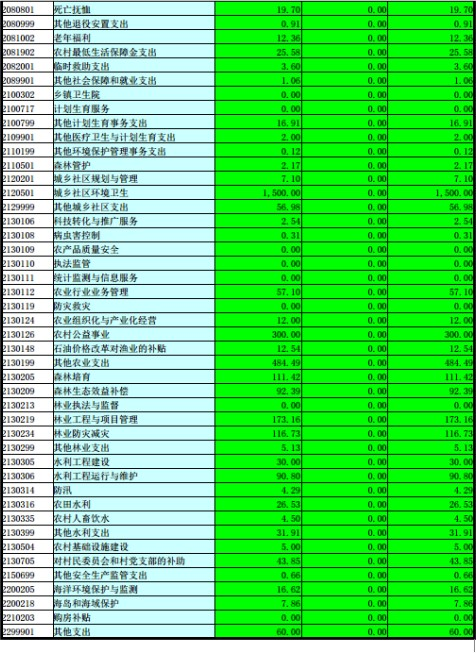 2080801 死亡抚恤 19.70 0.00 19.70
2080999 其他退役安置支出 0.91 0.00 0.91
2081002 老年福利 12.36 0.00 12.36
2081902 农村最低生活保障金支出 25.58 0.00 25.58
2082001 临时救助支出 3.60 0.00 3.60
2089901 其他社会保障和就业支出 1.06 0.00 1.06
2100302 乡镇卫生院 0.00 0.00 0.00
2100717 计划生育服务 0.00 0.00 0.00
2100799 其他计划生育事务支出 16.91 0.00 16.91
2109901 其他医疗卫生与计划生育支出 2.00 0.00 2.00
2110199 其他环境保护管理事务支出 0.12 0.00 0.12
2110501 森林管护 2.17 0.00 2.17
2120201 城乡社区规划与管理 7.10 0.00 7.10
2120501 城乡社区环境卫生 1,500.00 0.00 1,500.00
2129999 其他城乡社区支出 56.98 0.00 56.98
2130106 科技转化与推广服务 2.54 0.00 2.54
2130108 病虫害控制 0.31 0.00 0.31
2130109 农产品质量安全 0.00 0.00 0.00
2130110 执法监管 0.00 0.00 0.00
2130111 统计监测与信息服务 0.00 0.00 0.00
2130112 农业行业业务管理 57.10 0.00 57.10
2130119 防灾救灾 0.00 0.00 0.00
2130124 农业组织化与产业化经营 12.00 0.00 12.00
2130126 农村公益事业 300.00 0.00 300.00
2130148 石油价格改革对渔业的补贴 12.54 0.00 12.54
2130199 其他农业支出 484.49 0.00 484.49
2130205 森林培育 111.42 0.00 111.42
2130209 森林生态效益补偿 92.39 0.00 92.39
2130213 林业执法与监督 0.00 0.00 0.00
2130219 林业工程与项目管理 173.16 0.00 173.16
2130234 林业防灾减灾 116.73 0.00 116.73
2130299 其他林业支出 5.13 0.00 5.13
2130305 水利工程建设 30.00 0.00 30.00
2130306 水利工程运行与维护 90.80 0.00 90.80
2130314 防汛 4.29 0.00 4.29
2130316 农田水利 26.53 0.00 26.53
2130335 农村人畜饮水 4.50 0.00 4.50
2130399 其他水利支出 31.91 0.00 31.91
2130504 农村基础设施建设 5.00 0.00 5.00
2130705 对村民委员会和村党支部的补助 43.85 0.00 43.85
2150699 其他安全生产监管支出 0.66 0.00 0.66
2200205 海洋环境保护与监测 16.62 0.00 16.62
2200218 海岛和海域保护 7.86 0.00 7.86
2210203 购房补贴 0.00 0.00 0.00
2299901 其他支出 60.00 0.00 60.00